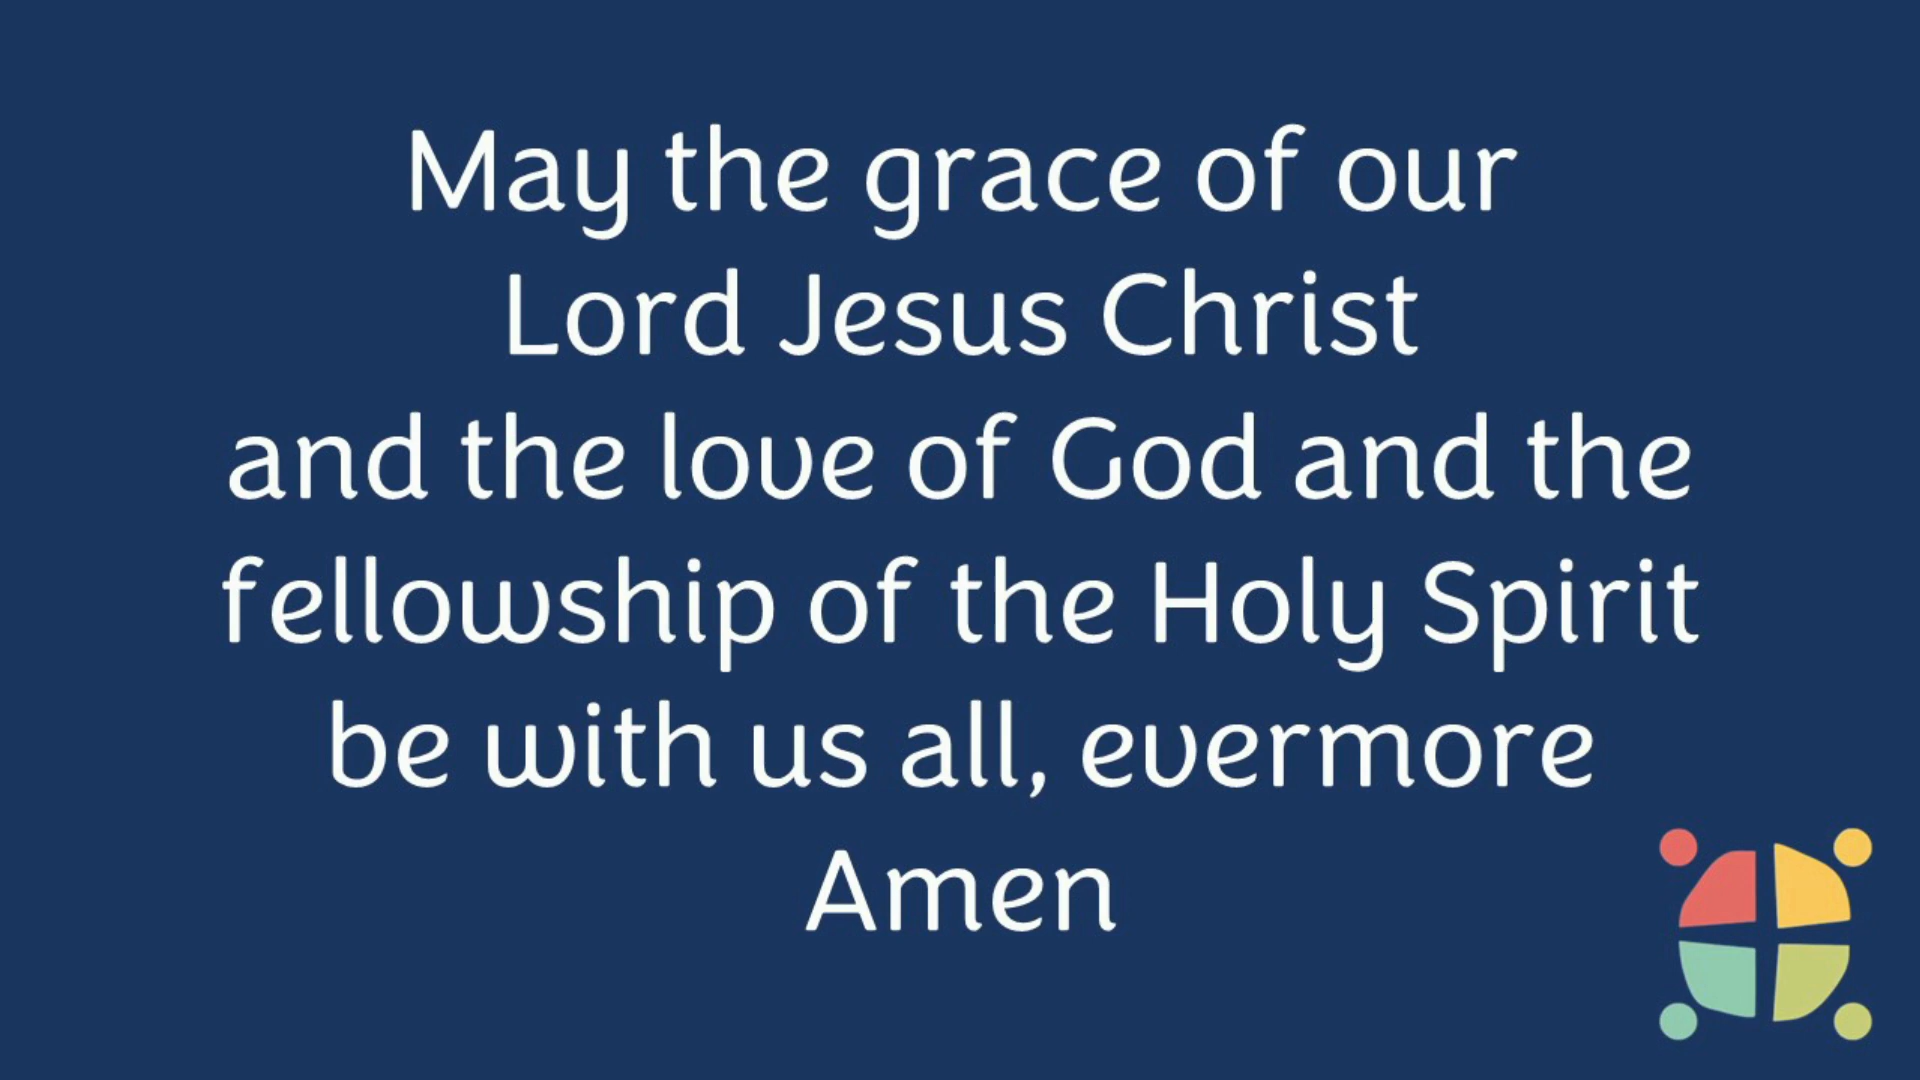 May the grace of our
Lord Jesus Christ
and the love of God and the
fellowship of the Holy Spirit
be with us all, evermore
Amen